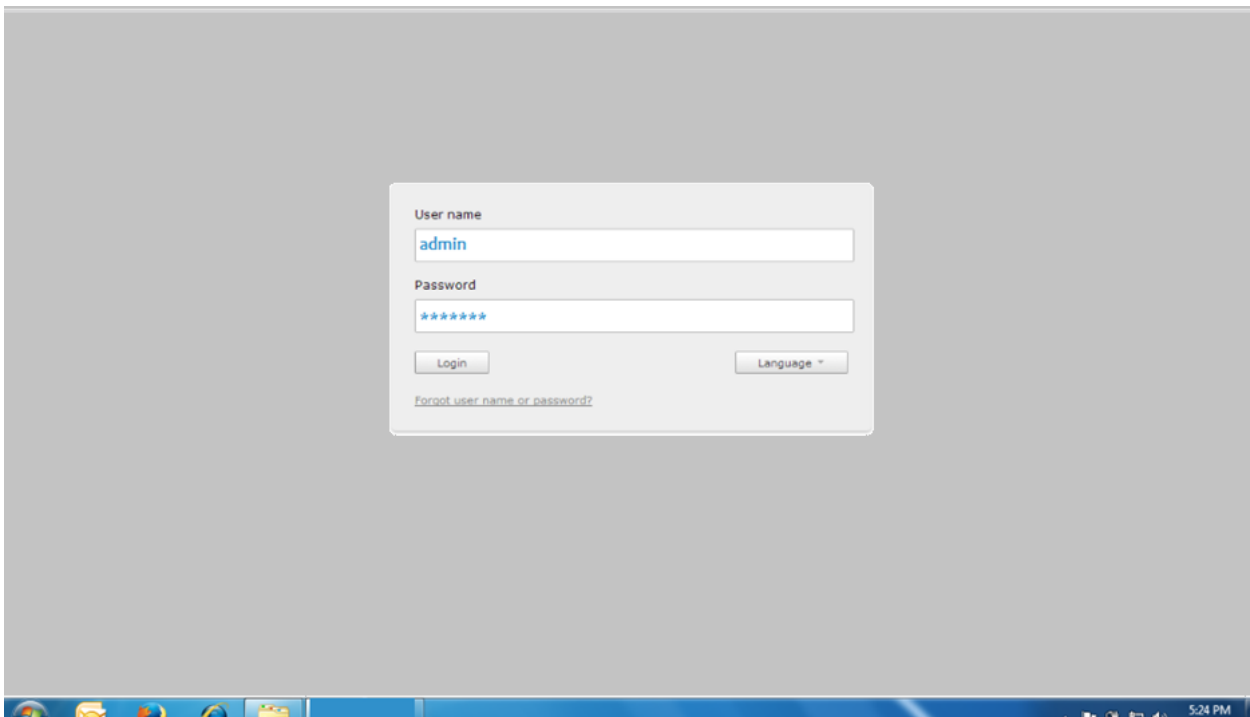 User name
admin
Password
*******
Login
Language
Forgot user name or password?
5:24 PM